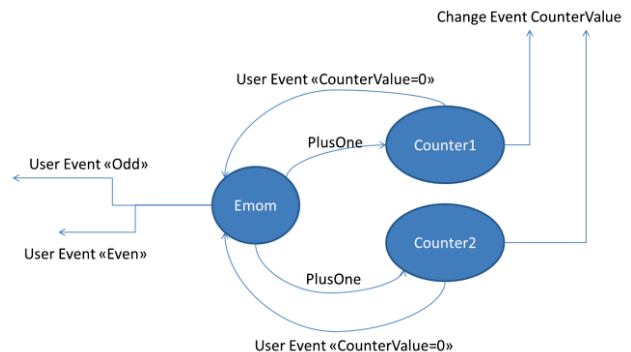 Change Event CounterValue
User Event «CounterValue=0»
PlusOne
Counter1
User Event «Odd»
Emom
Counter2
User Event «Even»
PlusOne
User Event «CounterValue=0»